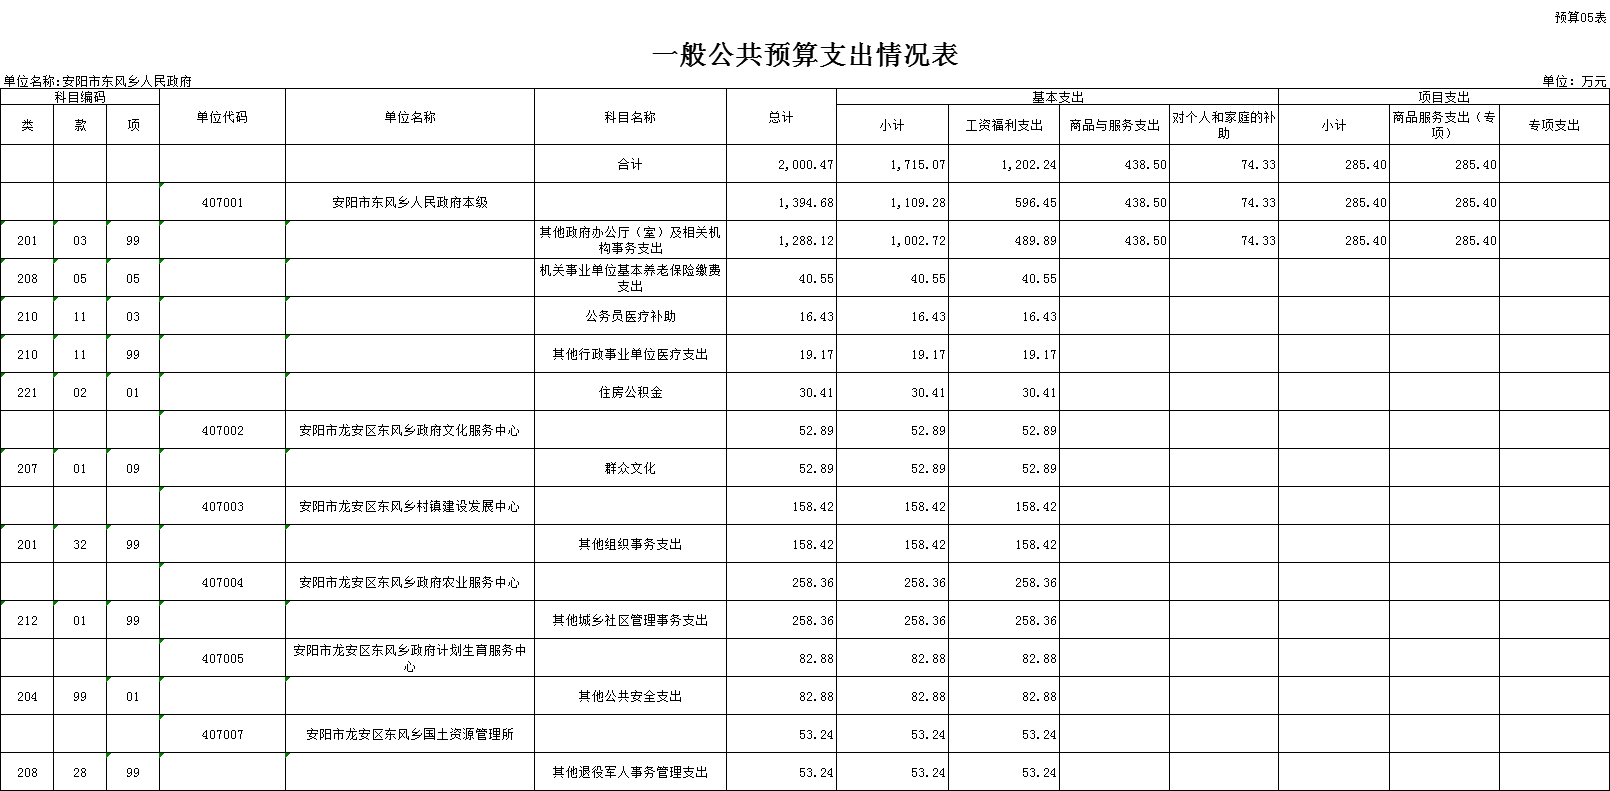 预算05表
一般公共预算支出情况表
单位名称:安阳市东风乡人民政府 单位：万元
科目编码 单位代码 单位名称 科目名称 总计 基本支出 项目支出
类 款 项 小计 工资福利支出 商品与服务支出 对个人和家庭的补助 小计 商品服务支出（专项） 专项支出
合计 2,000.47 1,715.07 1,202.24 438.50 74.33 285.40 285.40
407001 安阳市东风乡人民政府本级 1,394.68 1,109.28 596.45 438.50 74.33 285.40 285.40
201 03 99 其他政府办公厅（室）及相关机构事务支出 1,288.12 1,002.72 489.89 438.50 74.33 285.40 285.40
208 05 05 机关事业单位基本养老保险缴费支出 40.55 40.55 40.55
210 11 03 公务员医疗补助 16.43 16.43 16.43
210 11 99 其他行政事业单位医疗支出 19.17 19.17 19.17
221 02 01 住房公积金 30.41 30.41 30.41
407002 安阳市龙安区东风乡政府文化服务中心 52.89 52.89 52.89
207 01 09 群众文化 52.89 52.89 52.89
407003 安阳市龙安区东风乡村镇建设发展中心 158.42 158.42 158.42
201 32 99 其他组织事务支出 158.42 158.42 158.42
407004 安阳市龙安区东风乡政府农业服务中心 258.36 258.36 258.36
212 01 99 其他城乡社区管理事务支出 258.36 258.36 258.36
407005 安阳市龙安区东风乡政府计划生育服务中心 82.88 82.88 82.88
204 99 01 其他公共安全支出 82.88 82.88 82.88
407007 安阳市龙安区东风乡国土资源管理所 53.24 53.24 53.24
208 28 99 其他退役军人事务管理支出 53.24 53.24 53.24